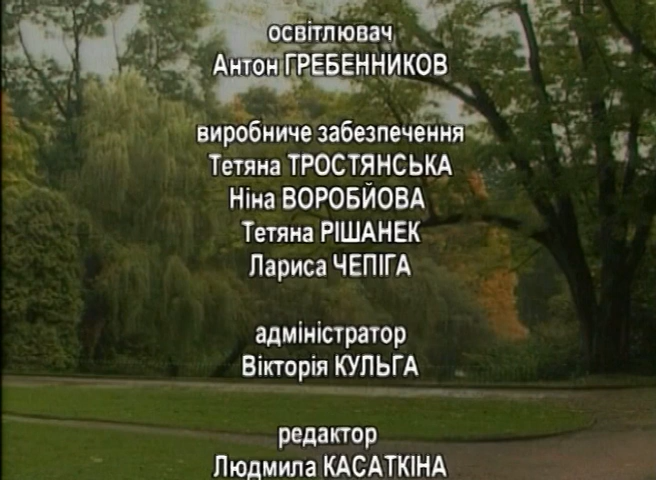 освітлювач
Антон ГРЕБЕННИКОВ
виробниче забезпечення
Тетяна ТРОСТЯНСЬКА
Ніна ВОРОБЙОВА
Тетяна РІШАНЕК
Лариса ЧЕПІГА
адміністратор
Вікторія КУЛЬГА
редактор
Людмила КАСАТКІНА